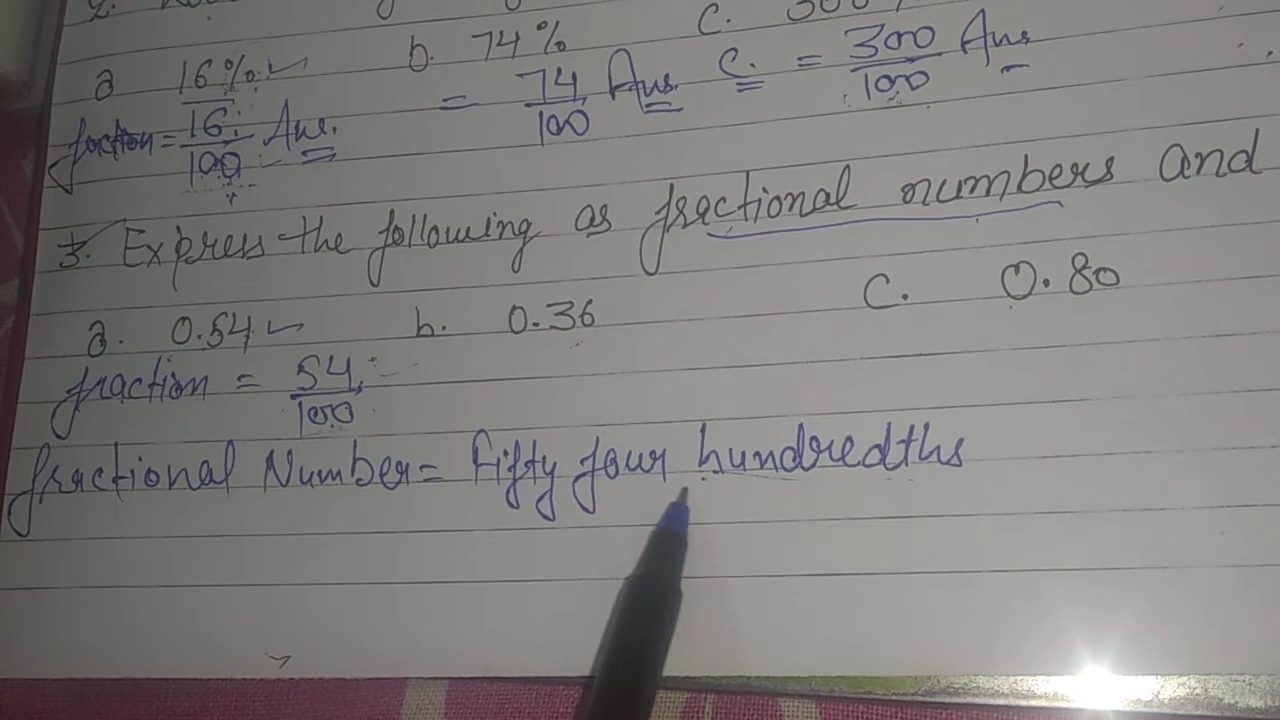 a 16% b. 74% c.
fraction = 16/100 Ans. = 74/100 Ans. c. = 300/100 Ans
3. Express the following as fractional numbers and
a. 0.54 b. 0.36 c. 0.80
fraction = 54/100
fractional Number = Fifty four hundredths